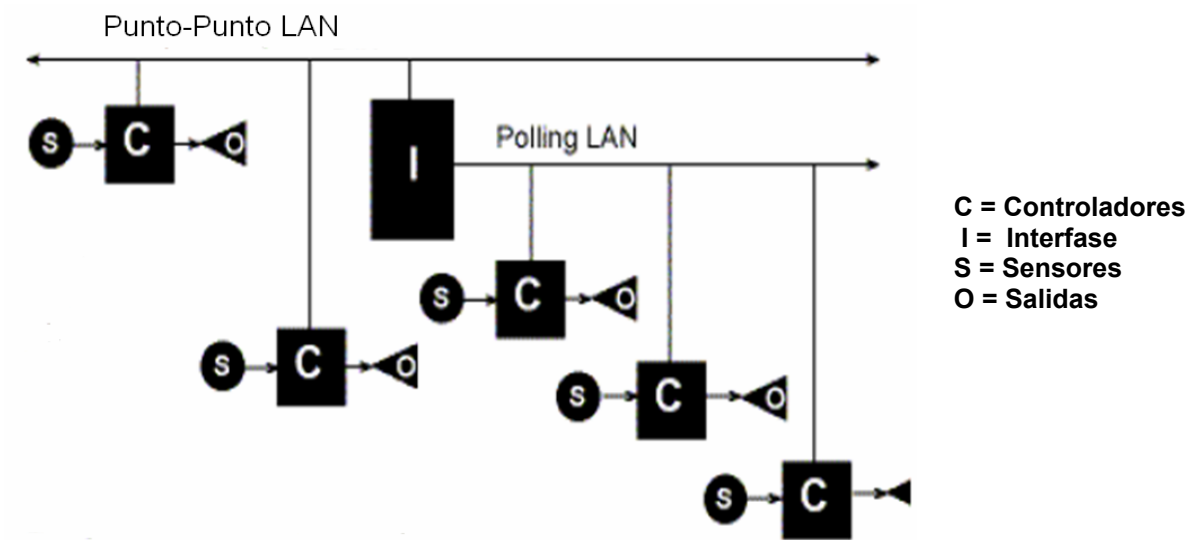 Punto-Punto LAN
S C O
I
Polling LAN
C = Controladores
I = Interfase
S = Sensores
O = Salidas
S C O
S C O
S C O
S C